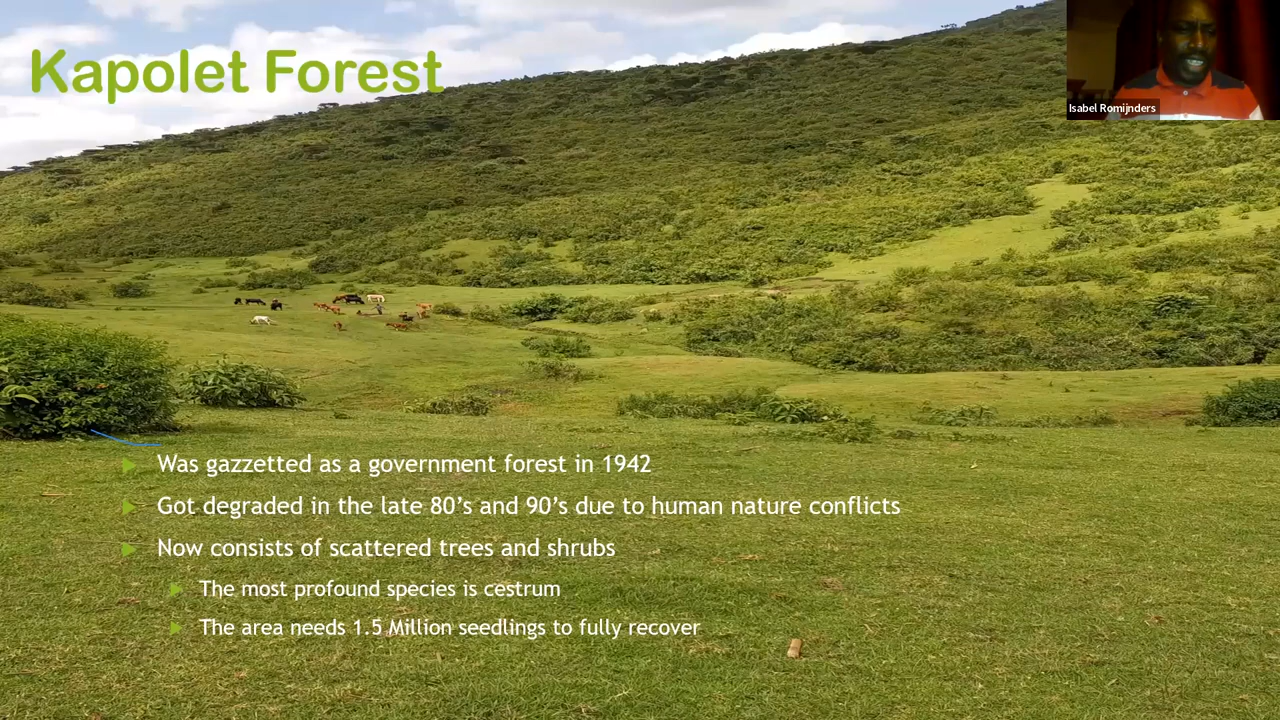 Kapolet Forest
Isabel Romijnders
Was gazzetted as a government forest in 1942
Got degraded in the late 80’s and 90’s due to human nature conflicts
Now consists of scattered trees and shrubs
The most profound species is cestrum
The area needs 1.5 Million seedlings to fully recover